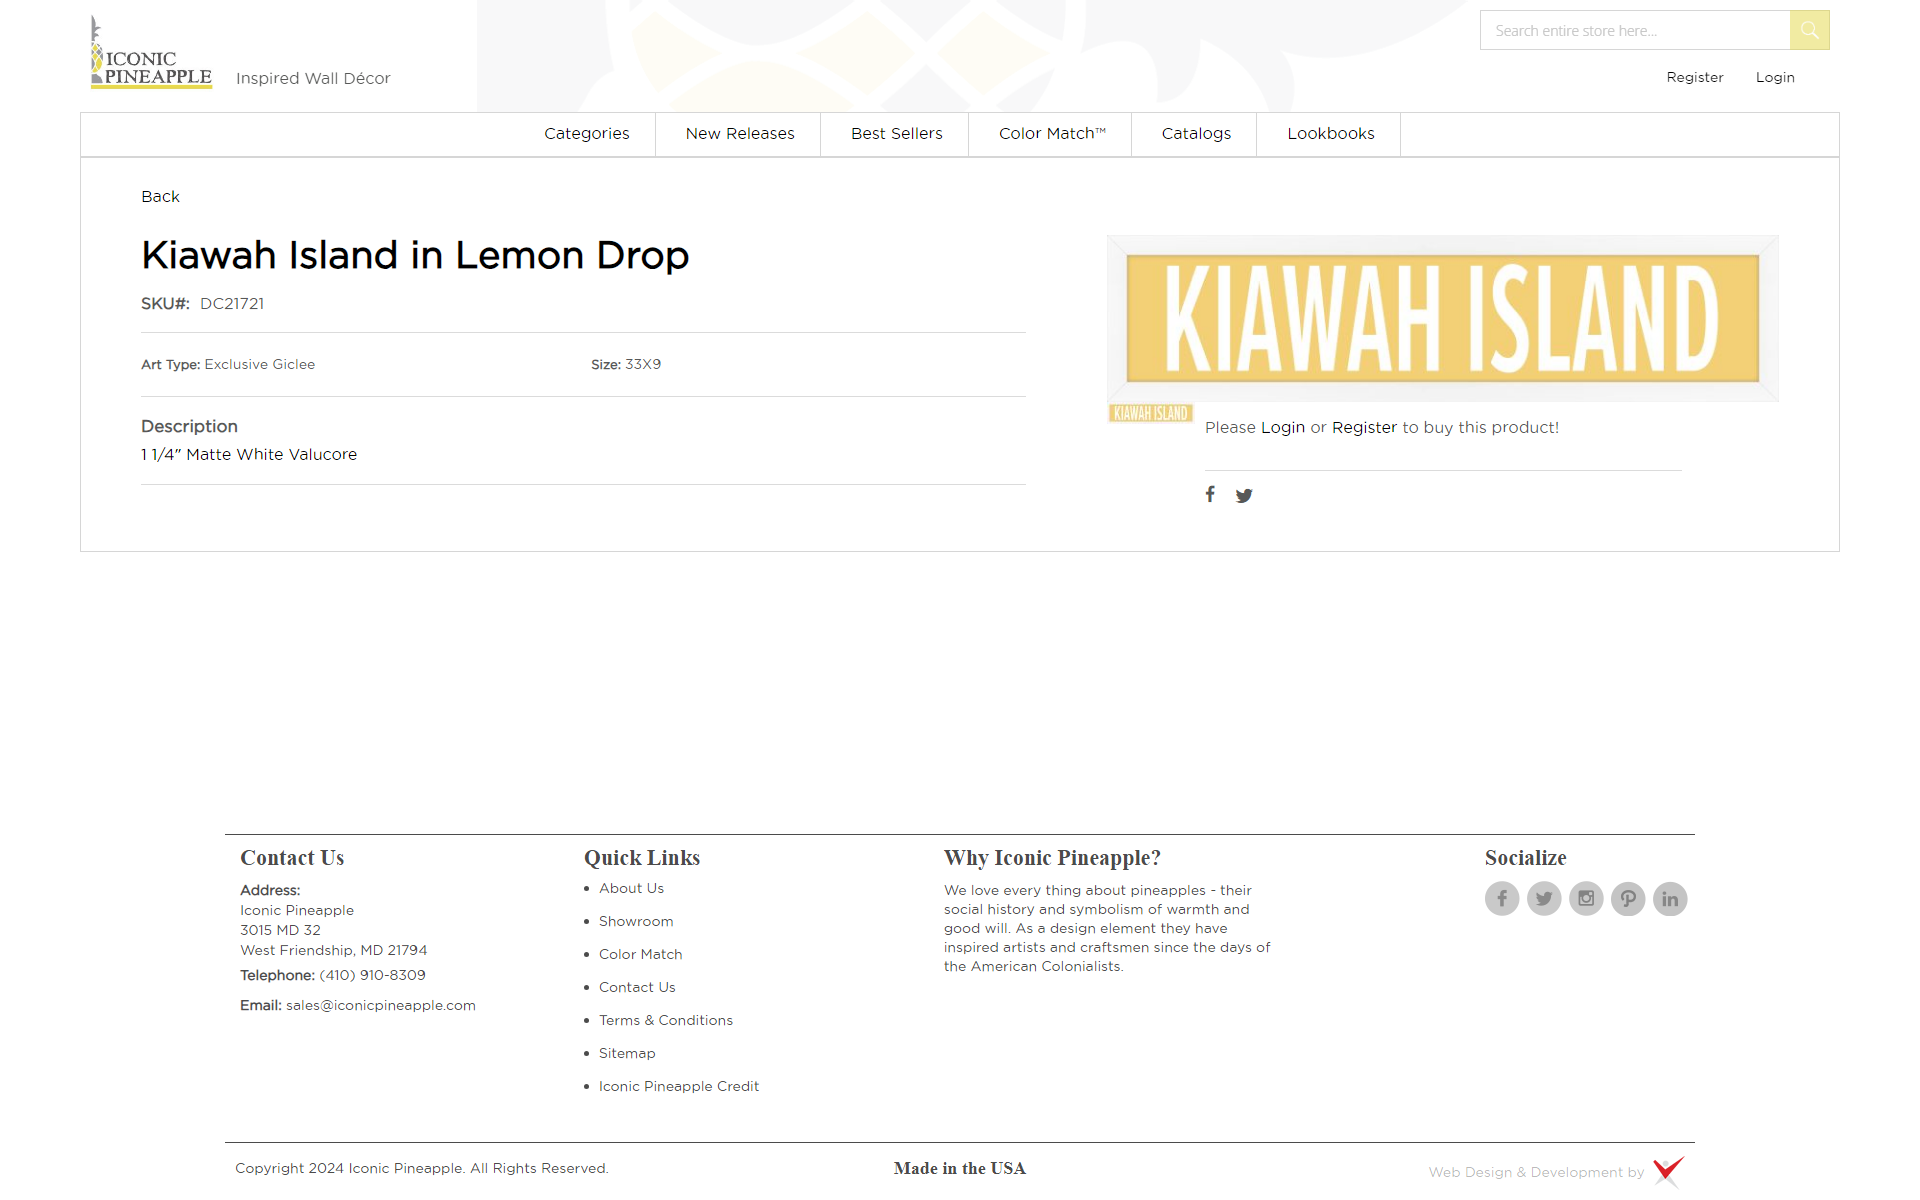 ICONIC
PINEAPPLE
Inspired Wall Décor
Search entire store here...
Register
Login
Categories
New Releases
Best Sellers
Color Match™
Catalogs
Lookbooks
Back
Kiawah Island in Lemon Drop
SKU#: DC21721
Art Type: Exclusive Giclee
Size: 33X9
Description
1 1/4" Matte White Valucore
KIAWAH ISLAND
KIAWAH ISLAND
Please Login or Register to buy this product!
Contact Us
Address:
Iconic Pineapple
3015 MD 32
West Friendship, MD 21794
Telephone: (410) 910-8309
Email: sales@iconicpineapple.com
Quick Links
About Us
Showroom
Color Match
Contact Us
Terms & Conditions
Sitemap
Iconic Pineapple Credit
Why Iconic Pineapple?
We love every thing about pineapples - their
social history and symbolism of warmth and
good will. As a design element they have
inspired artists and craftsmen since the days of
the American Colonialists.
Socialize
Copyright 2024 Iconic Pineapple. All Rights Reserved.
Made in the USA
Web Design & Development by